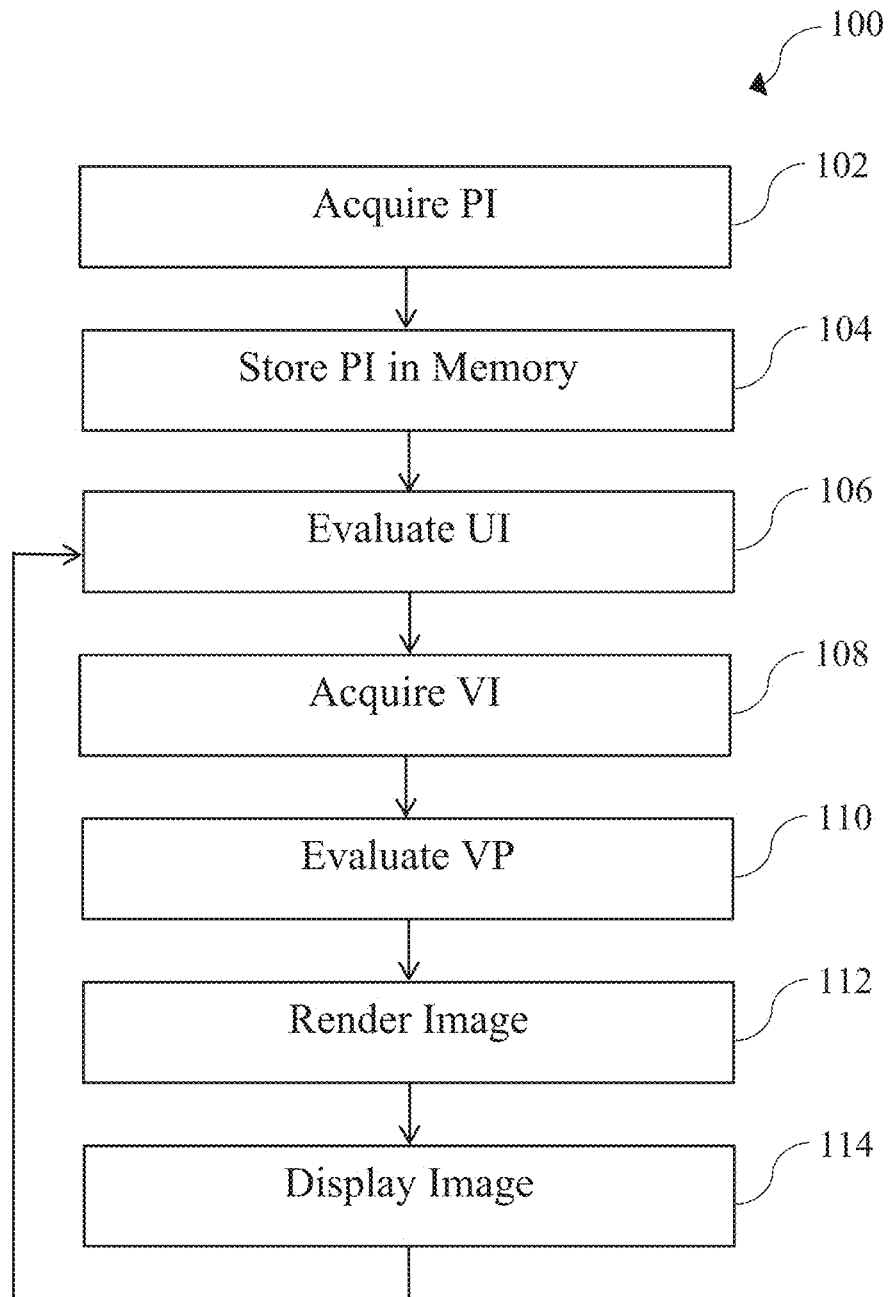 100
Acquire PI
102
Store PI in Memory
104
Evaluate UI
106
Acquire VI
108
Evaluate VP
110
Render Image
112
Display Image
114